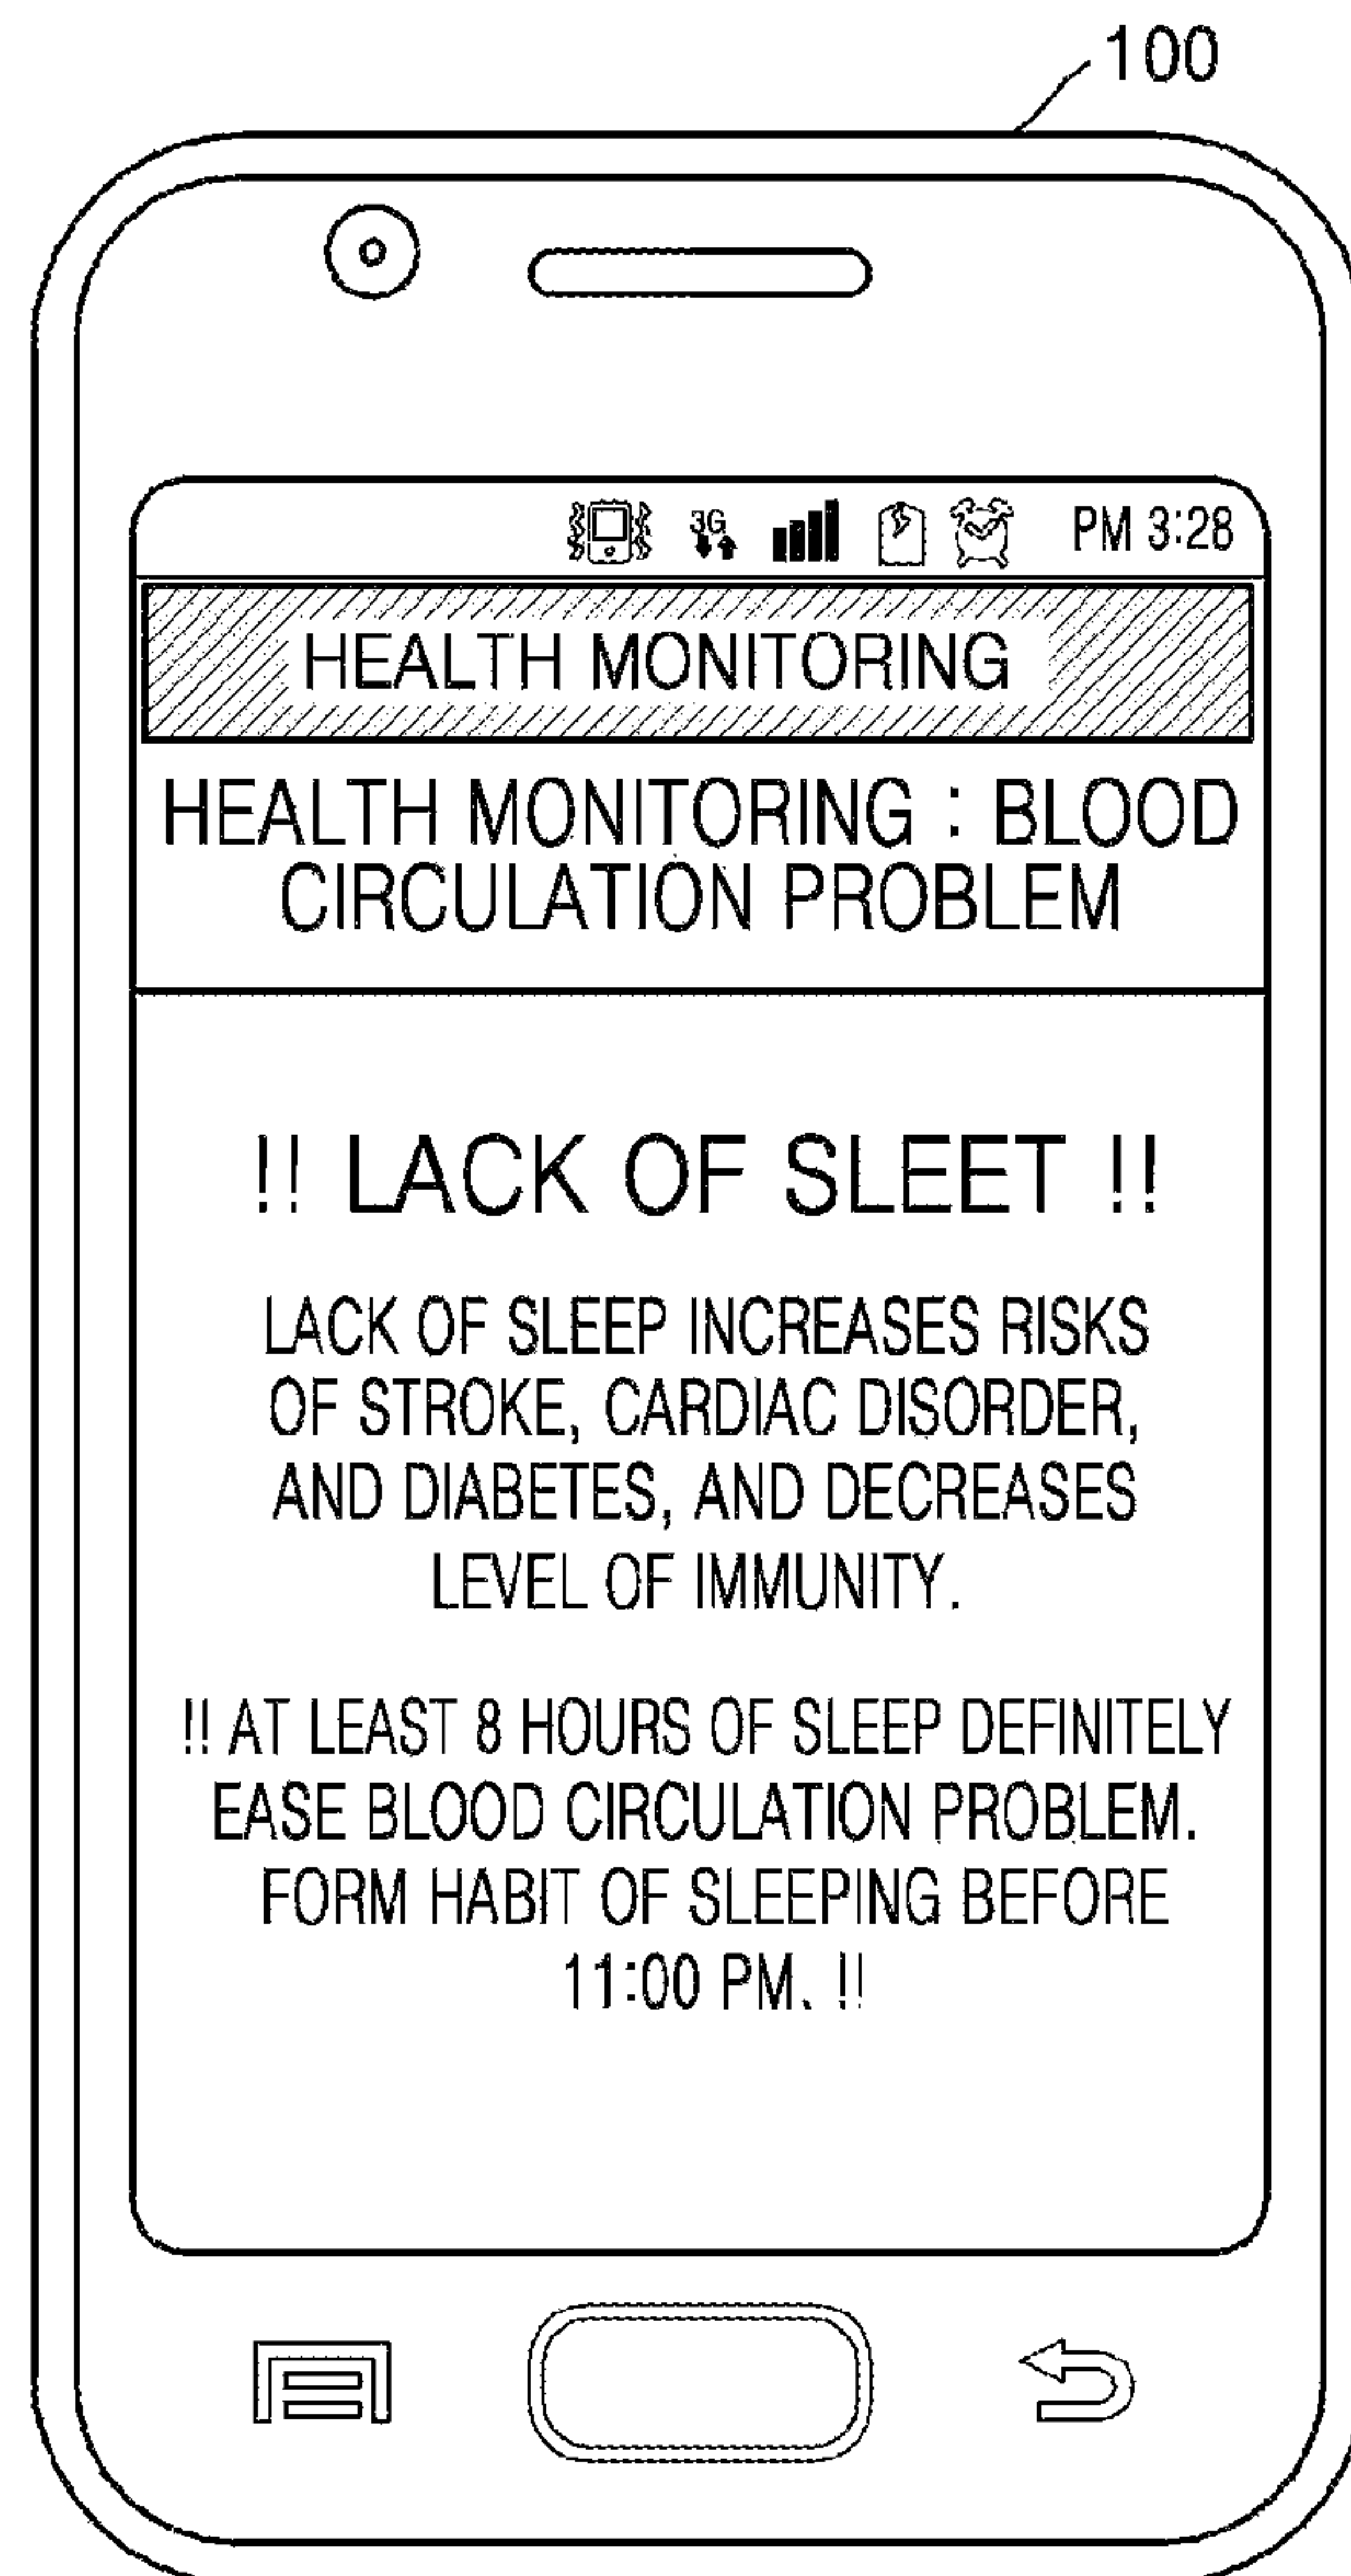 100
3G PM 3:28
HEALTH MONITORING
HEALTH MONITORING : BLOOD
CIRCULATION PROBLEM
!! LACK OF SLEET !!
LACK OF SLEEP INCREASES RISKS
OF STROKE, CARDIAC DISORDER,
AND DIABETES, AND DECREASES
LEVEL OF IMMUNITY.
!! AT LEAST 8 HOURS OF SLEEP DEFINITELY
EASE BLOOD CIRCULATION PROBLEM.
FORM HABIT OF SLEEPING BEFORE
11:00 PM. !!